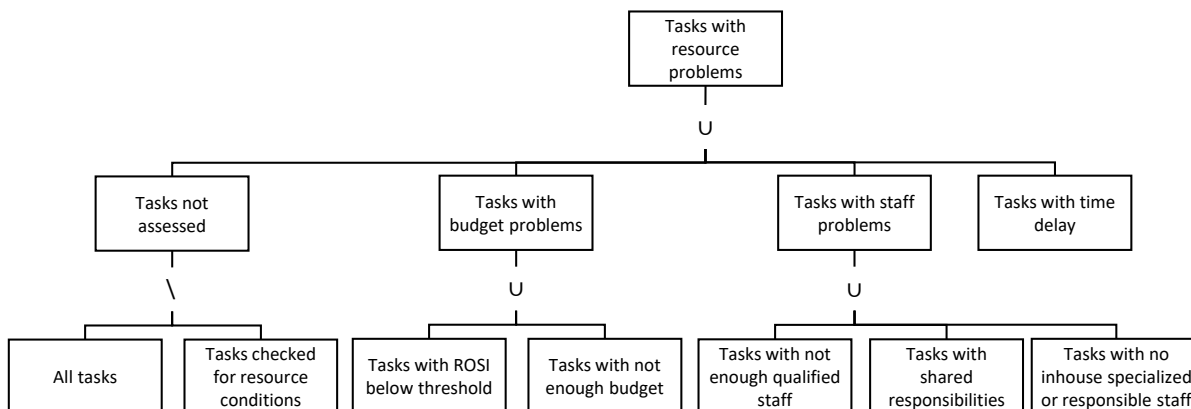 Tasks with
resource
problems
∪
Tasks not
assessed
Tasks with
budget problems
Tasks with staff
problems
Tasks with time
delay
\
∪
∪
All tasks
Tasks checked
for resource
conditions
Tasks with ROSI
below threshold
Tasks with not
enough budget
Tasks with not
enough qualified
staff
Tasks with
shared
responsibilities
Tasks with no
inhouse specialized
or responsible staff